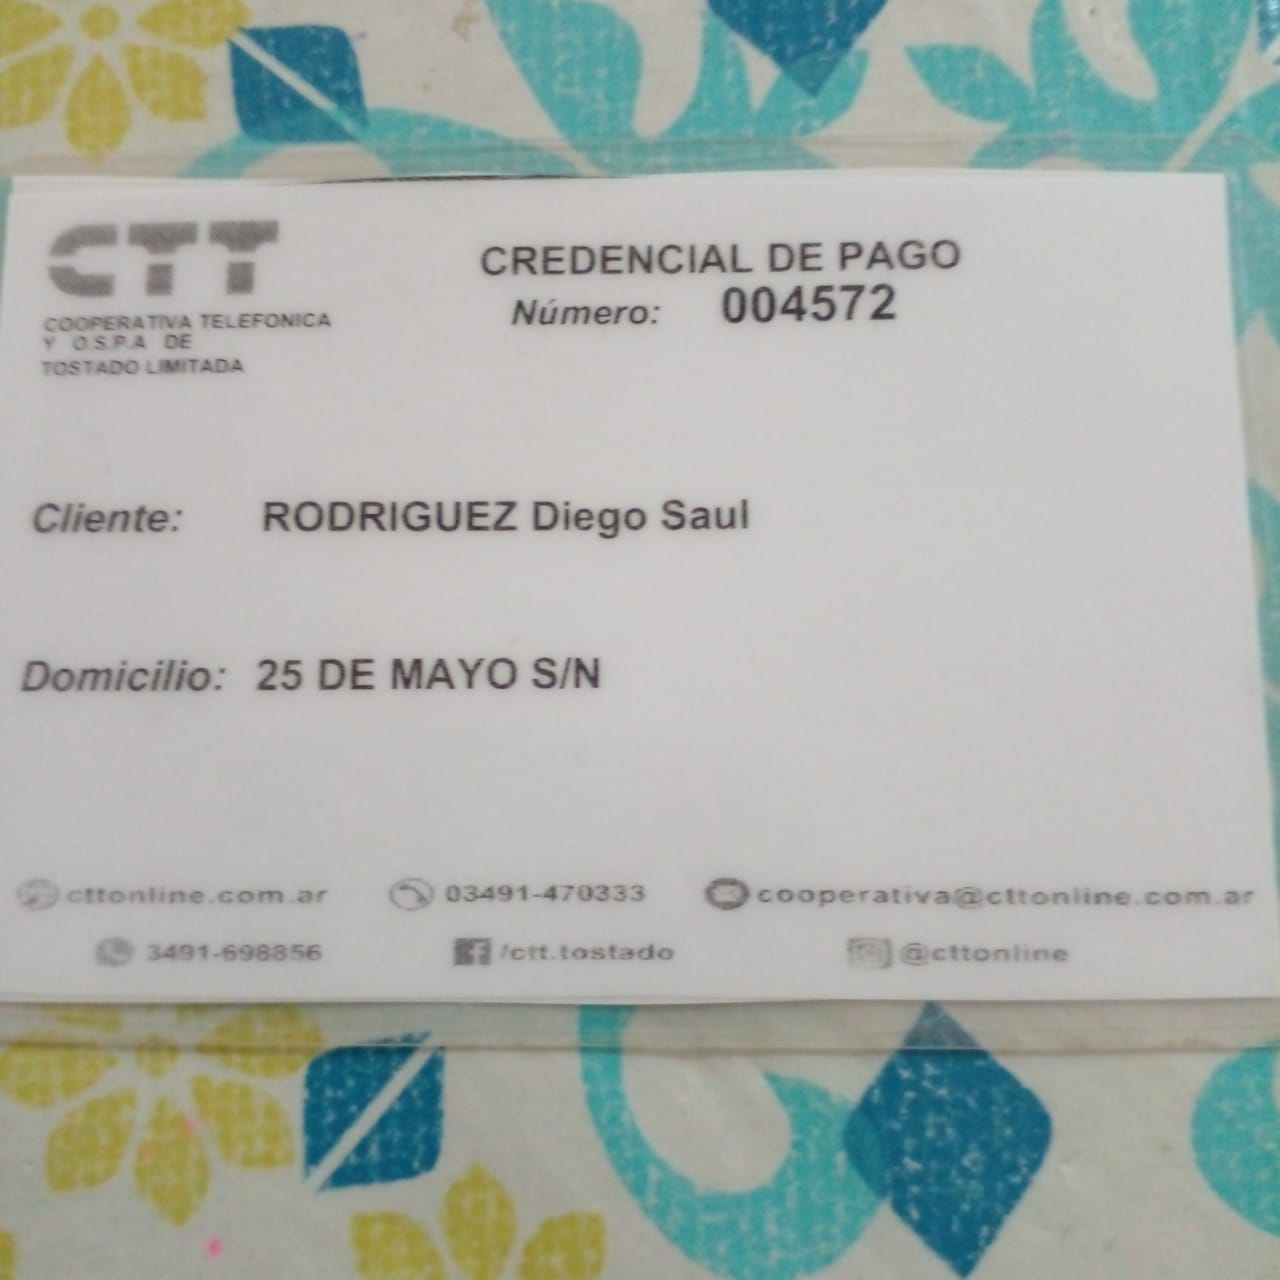 CTT
COOPERATIVA TELEFONICA
Y O.S.P.A DE
TOSTADO LIMITADA
CREDENCIAL DE PAGO
Número: 004572
Cliente: RODRIGUEZ Diego Saul
Domicilio: 25 DE MAYO S/N
cttonline.com.ar 03491-470333 cooperativa@cttonline.com.ar
3491-698856 /ctt.tostado @cttonline